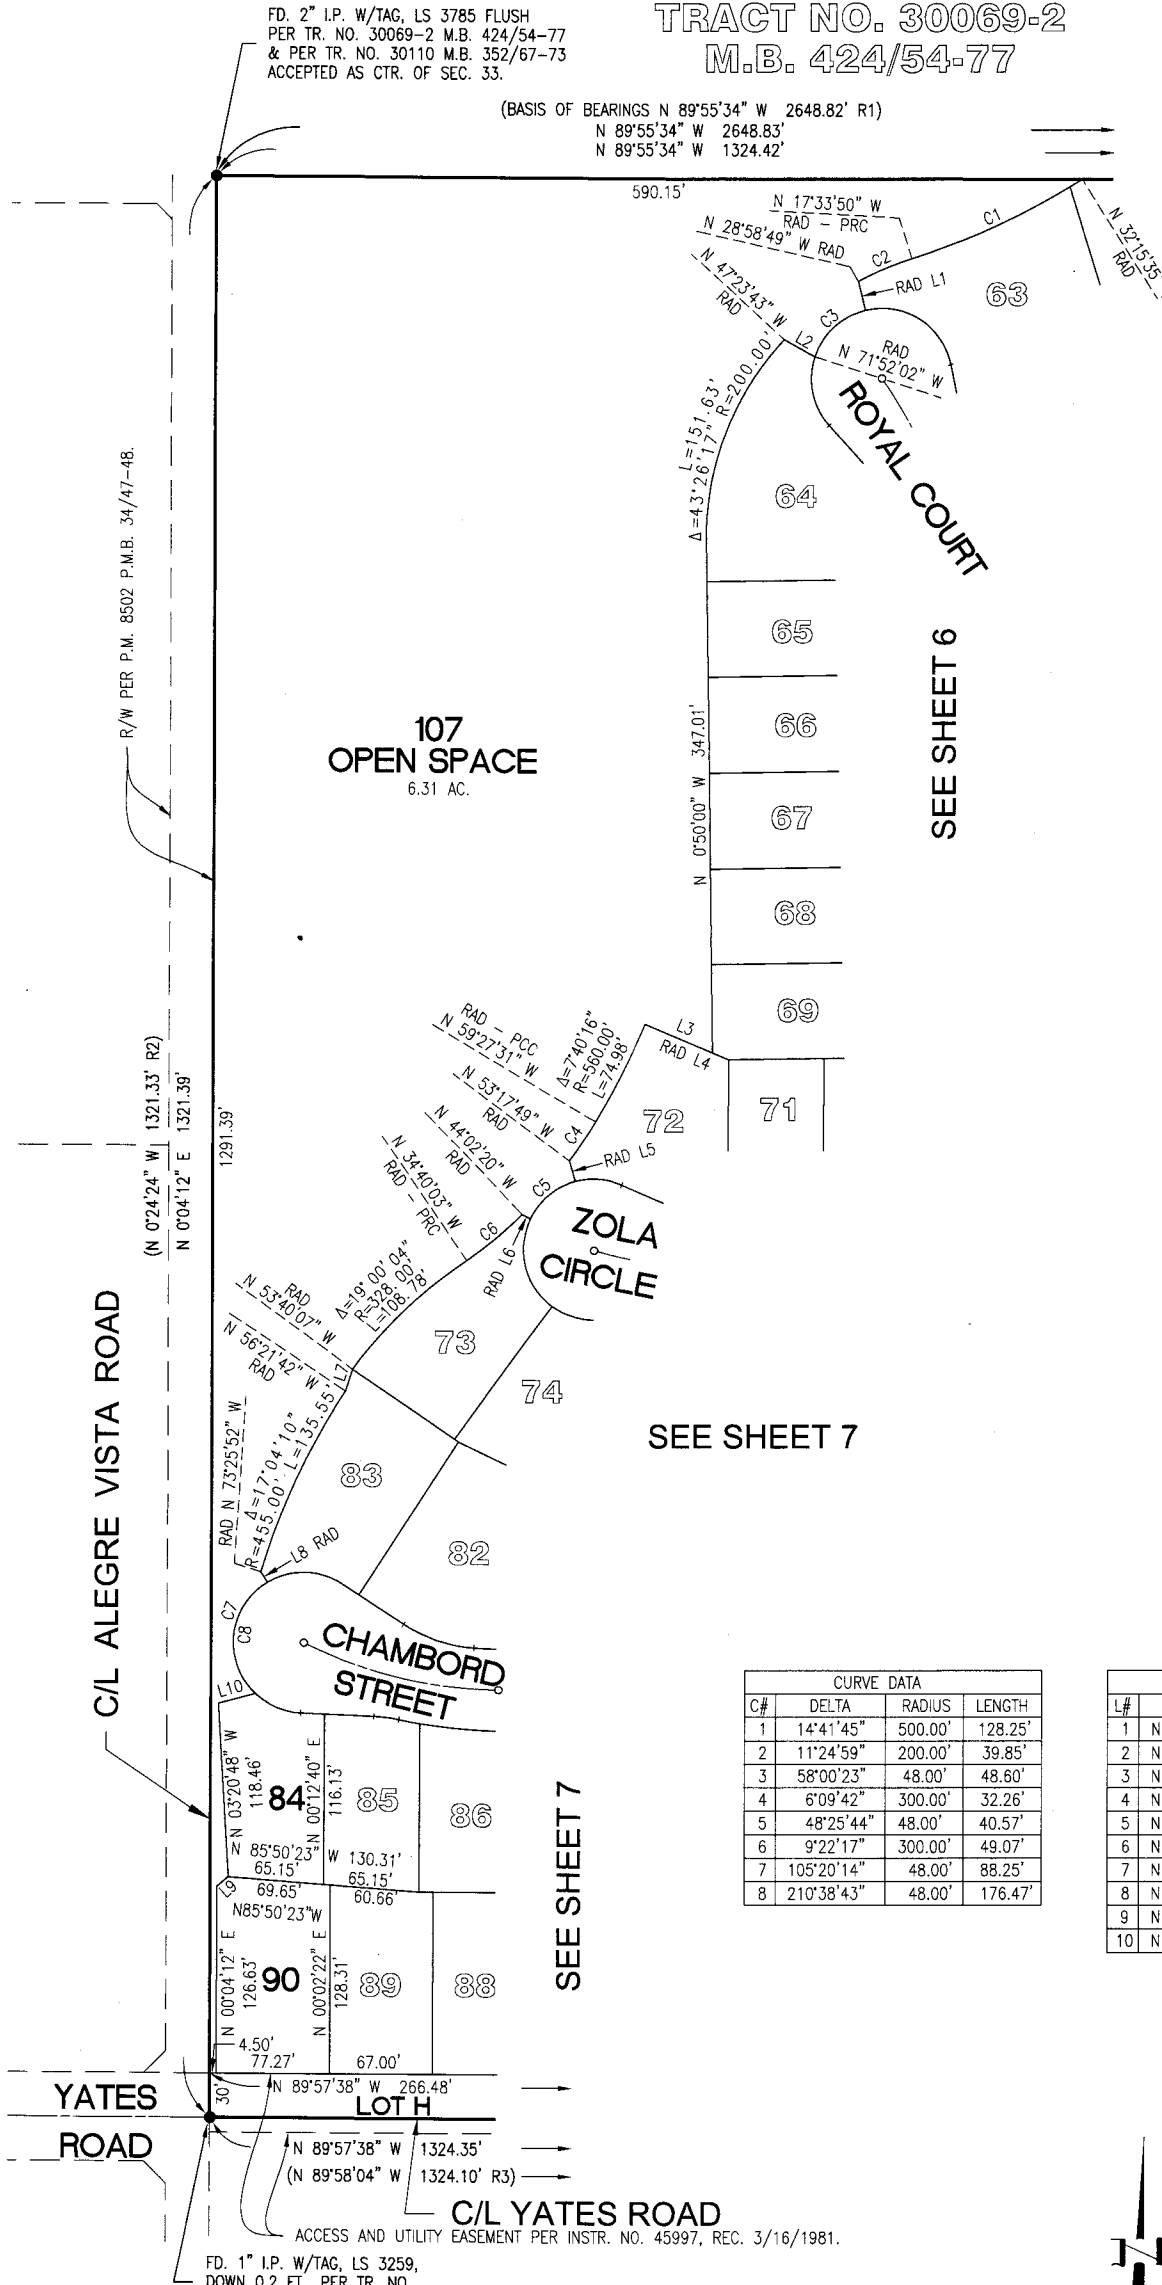 FD. 2" I.P. W/TAG, LS 3785 FLUSH
PER TR. NO. 30069-2 M.B. 424/54-77
& PER TR. NO. 30110 M.B. 352/67-73
ACCEPTED AS CTR. OF SEC. 33.
TRACT NO. 30069-2
M.B. 424/54-77
(BASIS OF BEARINGS N 89°55'34" W 2648.82' R1)
N 89°55'34" W 2648.83'
N 89°55'34" W 1324.42'
590.15'
N 17°33'50" W
RAD - PRC
N 28°58'49" W RAD
N 47°23'43" W
RAD
C1
C2
RAD L1
C3
L2
N 32°15'35
RAD
63
RAD
N 71°52'02" W
ROYAL COURT
L=151.63'
R=200.00'
Δ=43°26'17"
64
65
66
67
68
69
N 0°50'00" W 347.01'
SEE SHEET 6
R/W PER P.M. 8502 P.M.B. 34/47-48.
107
OPEN SPACE
6.31 AC.
(N 0°24'24" W 1321.33' R2)
N 0°04'12" E 1321.39'
1291.39'
RAD - PCC
N 59°27'31" W
Δ=7°40'16"
R=560.00'
L=74.98'
L3
RAD L4
N 53°17'49" W
RAD
C4
72
71
RAD L5
N 44°02'20" W
RAD
C5
N 34°40'03" W
RAD - PRC
C6
RAD L6
ZOLA
CIRCLE
Δ=19°00'04"
R=328.00'
L=108.78'
RAD
N 53°40'07" W
N 56°21'42" W
RAD
L7
73
74
SEE SHEET 7
RAD N 73°25'52" W
Δ=17°04'10"
R=455.00'
L=135.55'
83
L8 RAD
82
C/L ALEGRE VISTA ROAD
C7
C8
CHAMBORD
STREET
L10
N 03°20'48" W
118.46'
84
N 00°12'40" E
116.13'
85
86
N 85°50'23" W 130.31'
65.15'
65.15'
L9
69.65'
60.66'
N85°50'23"W
N 00°04'12" E
126.63'
90
N 00°02'22" E
128.31'
89
88
SEE SHEET 7
4.50'
77.27'
67.00'
30'
N 89°57'38" W 266.48'
LOT H
YATES
ROAD
N 89°57'38" W 1324.35'
(N 89°58'04" W 1324.10' R3)
C/L YATES ROAD
ACCESS AND UTILITY EASEMENT PER INSTR. NO. 45997, REC. 3/16/1981.
FD. 1" I.P. W/TAG, LS 3259,
DOWN 0.2 FT. PER TR. NO.
CURVE DATA
C# DELTA RADIUS LENGTH
1 14°41'45" 500.00' 128.25'
2 11°24'59" 200.00' 39.85'
3 58°00'23" 48.00' 48.60'
4 6°09'42" 300.00' 32.26'
5 48°25'44" 48.00' 40.57'
6 9°22'17" 300.00' 49.07'
7 105°20'14" 48.00' 88.25'
8 210°38'43" 48.00' 176.47'
L#
1 N
2 N
3 N
4 N
5 N
6 N
7 N
8 N
9 N
10 N
N